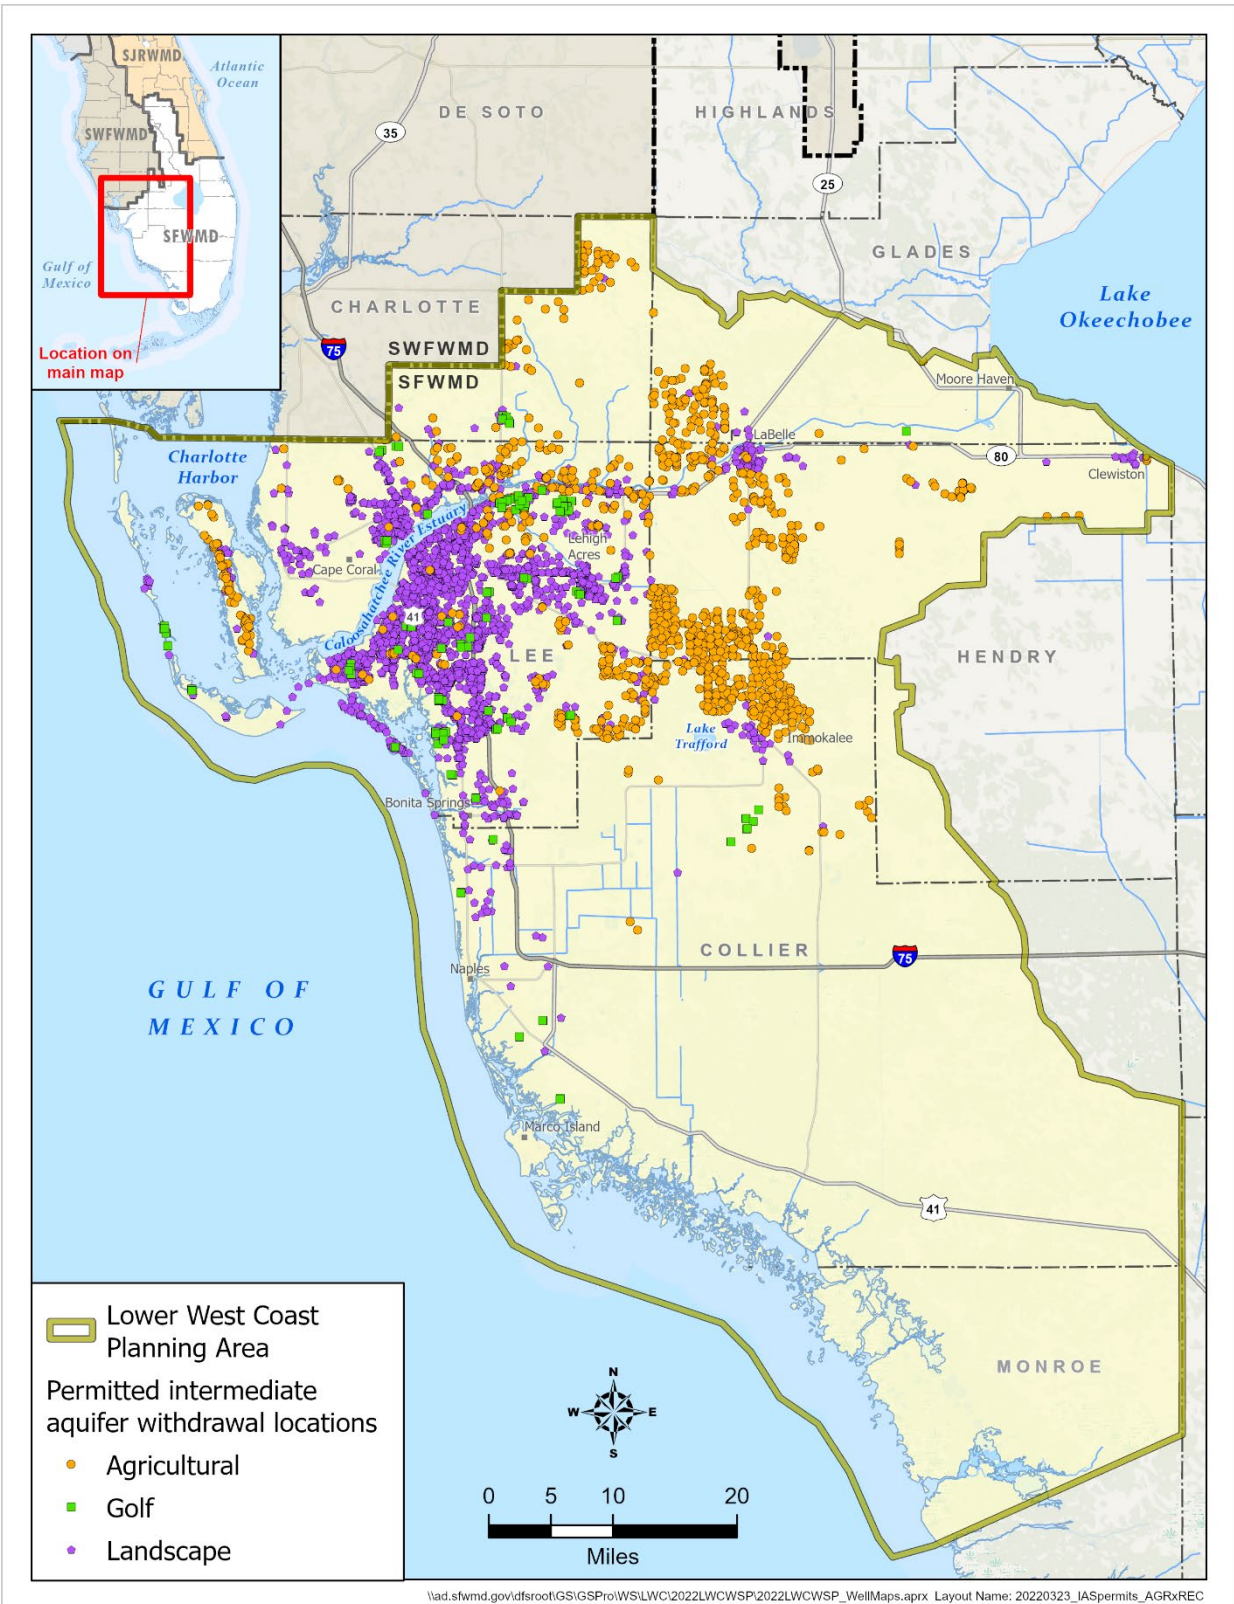 SJRWMD
Atlantic
Ocean
SWFWMD
SFWMD
Gulf of
Mexico
Location on
main map
DE SOTO
HIGHLANDS
35
25
GLADES
CHARLOTTE
Lake
Okeechobee
75
SWFWMD
SFWMD
Moore Haven
LaBelle
80
Clewiston
Charlotte
Harbor
Caloosahatchee River Estuary
Lehigh
Acres
Cape Coral
41
LEE
HENDRY
Lake
Trafford
Immokalee
Bonita Springs
COLLIER
75
Naples
GULF OF
MEXICO
Marco Island
41
MONROE
Lower West Coast
Planning Area
Permitted intermediate
aquifer withdrawal locations
Agricultural
Golf
Landscape
N
W E
S
0 5 10 20
Miles
\\ad.sfwmd.gov\dfsroot\GS\GSPro\WS\LWC\2022LWCWSP\2022LWCWSP_WellMaps.aprx Layout Name: 20220323_IASpermits_AGRxREC